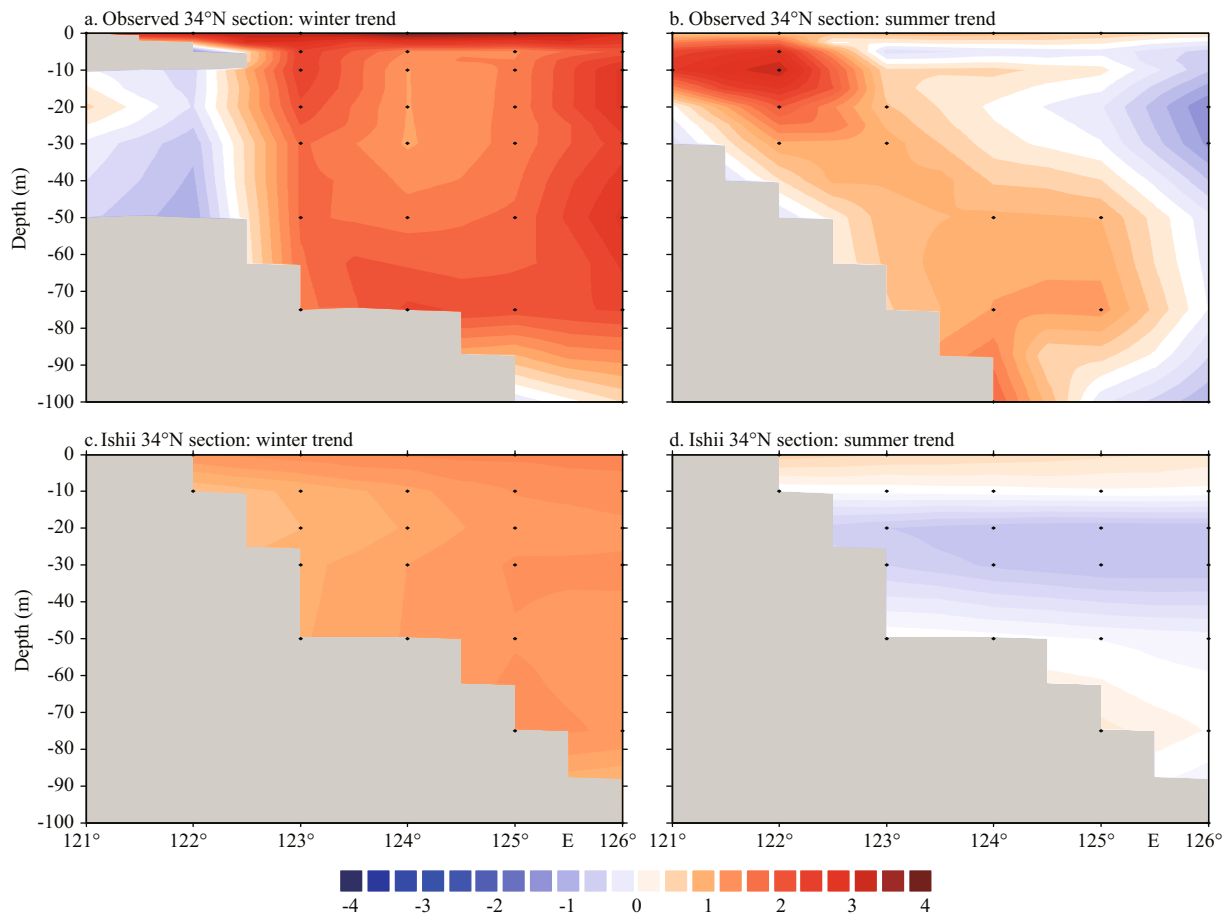 a. Observed 34°N section: winter trend
b. Observed 34°N section: summer trend
0
-10
-20
-30
-40
-50
-60
-70
-80
-90
-100
Depth (m)
c. Ishii 34°N section: winter trend
d. Ishii 34°N section: summer trend
0
-10
-20
-30
-40
-50
-60
-70
-80
-90
-100
Depth (m)
121° 122° 123° 124° 125° E 126°
121° 122° 123° 124° 125° E 126°
-4 -3 -2 -1 0 1 2 3 4